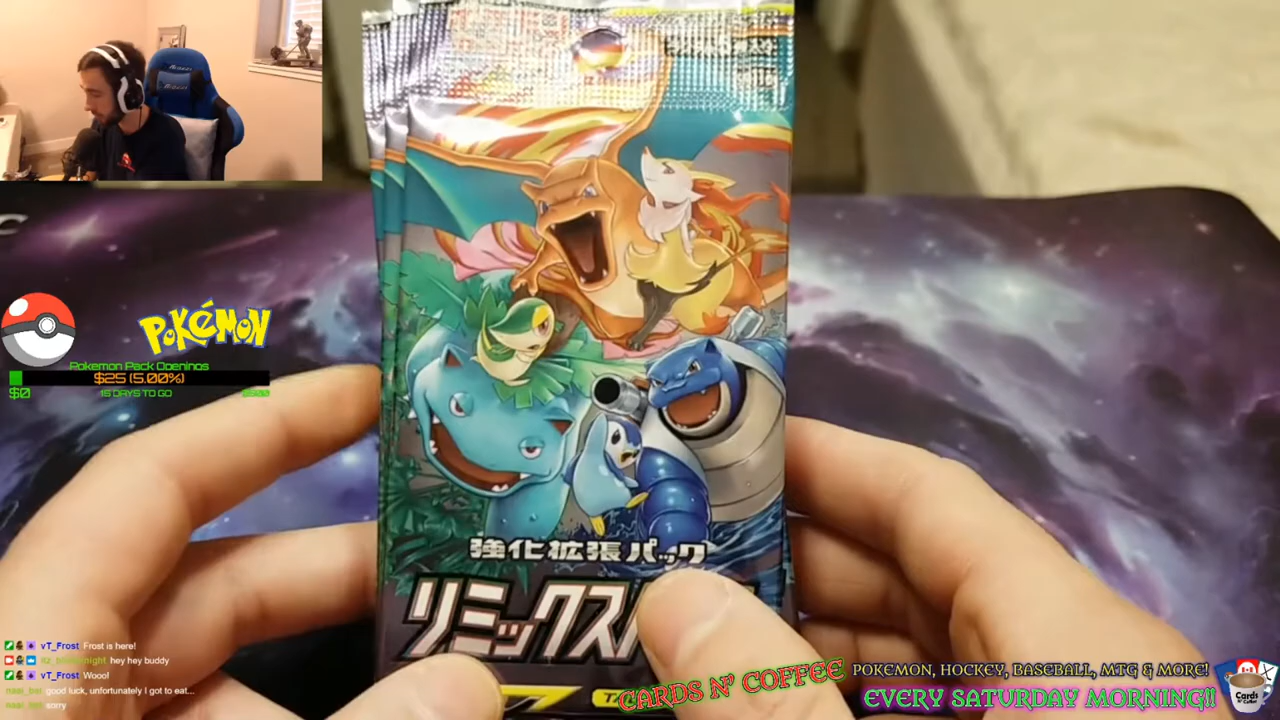 強化拡張パック
リミックス
POKéMON
Pokemon Pack Openings
$25 (5.00%)
$0 15 DAYS TO GO $500
vT_Frost Frost is here!
hey hey buddy
vT_Frost Wooo!
good luck, unfortunately I got to eat...
sorry
CARDS N' COFFEE
POKEMON, HOCKEY, BASEBALL, MTG & MORE!
EVERY SATURDAY MORNING!!
Cards